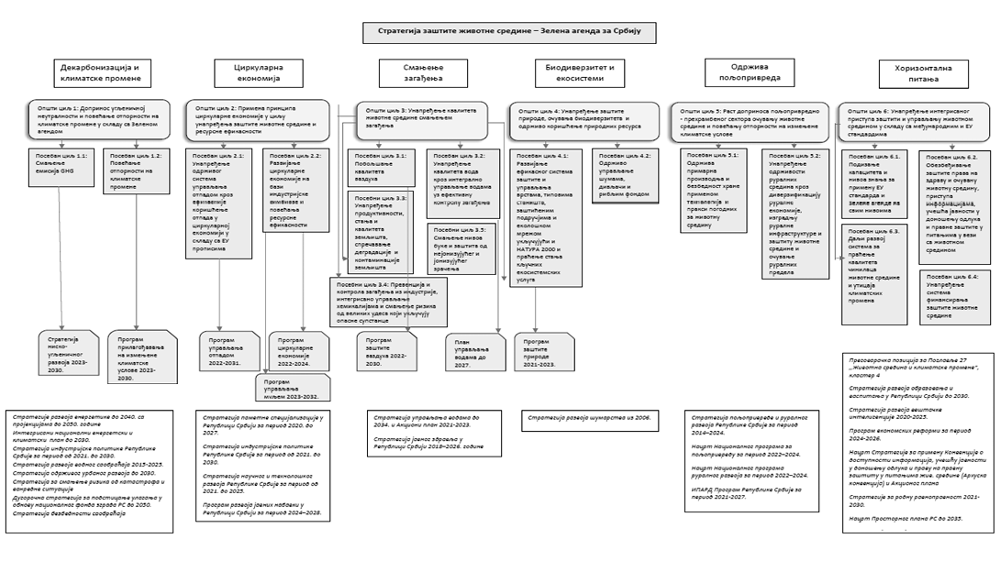 Стратегија заштите животне средине – Зелена агенда за Србију
Декарбонизација и
климатске промене
Циркуларна
економија
Смањење
загађења
Биодиверзитет и
екосистеми
Одржива
пољопривреда
Хоризонтална
питања
Општи циљ 1: Допринос угљеничној
неутралности и повећање отпорности на
климатске промене у складу са Зеленом
агендом
Општи циљ 2: Примена принципа
циркуларне економије у циљу
унапређења заштите животне средине и
ресурсне ефикасности
Општи циљ 3: Унапређење квалитета
животне средине смањењем
загађења
Општи циљ 4: Унапређење заштите
природе, очувања биодиверзитета и
одрживо коришћење природних ресурса
Општи циљ 5: Раст доприноса пољопривредно
- прехрамбеног сектора очувању животне
средине и повећању отпорности на измењене
климатске услове
Општи циљ 6: Унапређење интегрисаног
приступа заштити и управљању животном
средином у складу са међународним и ЕУ
стандардима
Посебан циљ 1.1:
Смањење
емисија GHG
Посебан циљ 1.2:
Повећање
отпорности на
климатске
промене
Посебан циљ 2.1:
Унапређење
одрживог
система
управљања
отпадом кроз
ефикасније
коришћење
отпада у
циркуларној
економији у
складу са ЕУ
прописима
Посебан циљ 2.2:
Развијање
циркуларне
економије на
бази
индустријске
симбиозе и
повећања
ресурсне
ефикасности
Посебан циљ 3.1:
Побољшање
квалитета
ваздуха
Посебан циљ 3.2:
Унапређење
квалитета вода
кроз интегрално
управљање водама
уз ефективну
контролу загађења
Посебни циљ 3.3:
Унапређење
продуктивности,
стања и
квалитета
земљишта,
спречавање
деградације и
контаминације
земљишта
Посебни циљ 3.5:
Смањење нивоа
буке и заштита од
нејонизујућег и
јонизујућег
зрачења
Посебни циљ 3.4: Превенција и
контрола загађења из индустрије,
интегрисано управљање
хемикалијама и смањење ризика
од великих удеса који укључују
опасне супстанце
Посебан циљ 4.1:
Развијање
ефикасног система
заштите и
управљања
врстама, типовима
станишта,
заштићеним
подручјима и
еколошком
мрежом
укључујући и
НАТУРА 2000 и
праћење стања
кључних
екосистемских
услуга
Посебан циљ 4.2:
Одрживо
управљање
шумама,
дивљачи и
рибљим фондом
Посебан циљ 5.1:
Одржива
примарна
производња и
безбедност хране
применом
технологија и
пракси погодних
за животну
средину
Посебан циљ 5.2:
Унапређење
одрживости
руралних
средина кроз
диверзификацију
руралне
економије,
изградњу
руралне
инфраструктуре и
заштиту животне
средине и
очување
руралних
предела
Посебан циљ 6.1.
Подизање
капацитета и
нивоа знања за
примену ЕУ
стандарда и
Зелене агенде на
свим нивоима
Посебан циљ 6.2.
Обезбеђивање
заштите права на
здраву и очувану
животну средину,
приступа
информацијама,
учешћа јавности у
доношењу одлука
и правне заштите у
питањима у вези
са животном
средином
Посебан циљ 6.3.
Даљи развој
система за
праћење
квалитета
чинилаца
животне средине
и утицаја
климатских
промена
Посебан циљ 6.4:
Унапређење
система
финансирања
заштите животне
средине
Стратегија
ниско-
угљеничног
развоја 2023-
2030.
Програм
прилагођавања
на измењене
климатске
услове 2023-
2030.
Програм
управљања
отпадом
2022-2031.
Програм
циркуларне
економије
2022-2024.
Програм
управљања
муљем 2023-2032.
Програм
заштите
ваздуха 2022-
2030.
План
управљања
водама до
2027.
Програм
заштите
природе
2021-2023.
Стратегије развоја енергетике до 2040. са
пројекцијама до 2050. године
Интегрисани национални енергетски и
климатски план до 2030.
Стратегија индустријске политике Републике
Србије за период од 2021. до 2030.
Стратегија развоја водног саобраћаја 2015-2025.
Стратегија одрживог урбаног развоја до 2030.
Стратегија за смањење ризика од катастрофа и
ванредне ситуације
Дугорочна стратегија за подстицање улагања у
обнову националног фонда зграда РС до 2050.
Стратегија безбедности саобраћаја
Стратегија паметне специјализације у
Републици Србији за период 2020. до
2027.
Стратегија индустријске политике
Републике Србије за период од 2021. до
2030.
Стратегија научног и технолошког
развоја Републике Србије за период од
2021. до 2025.
Програм развоја јавних набавки у
Републици Србији за период 2024–2028.
Стратегија управљања водама до
2034. и Акциони план 2021-2023.
Стратегија јавног здравља у
Републици Србији 2018–2026. године
Стратегија развоја шумарства из 2006.
Стратегија пољопривреде и руралног
развоја Републике Србије за период
2014–2024.
Нацрт Националног програма за
пољопривреду за период 2022–2024.
Нацрт Националног програма
руралног развоја за период 2022–2024.
ИПАРД Програм Републике Србије за
период 2021-2027.
Преговарачка позиција за Поглавље 27
„Животна средина и климатске промене”,
кластер 4
Стратегија развоја образовања и
васпитања у Републици Србији до 2030.
Стратегија развоја вештачке
интелигенције 2020-2025.
Програм економских реформи за период
2024-2026.
Нацрт Стратегије за примену Конвенције о
доступности информација, учешћу јавности
у доношењу одлука и праву на правну
заштиту у питањима жив. средине (Архуска
конвенција) и Акционог плана
Стратегије за родну равноправност 2021-
2030.
Нацрт Просторног плана РС до 2035.